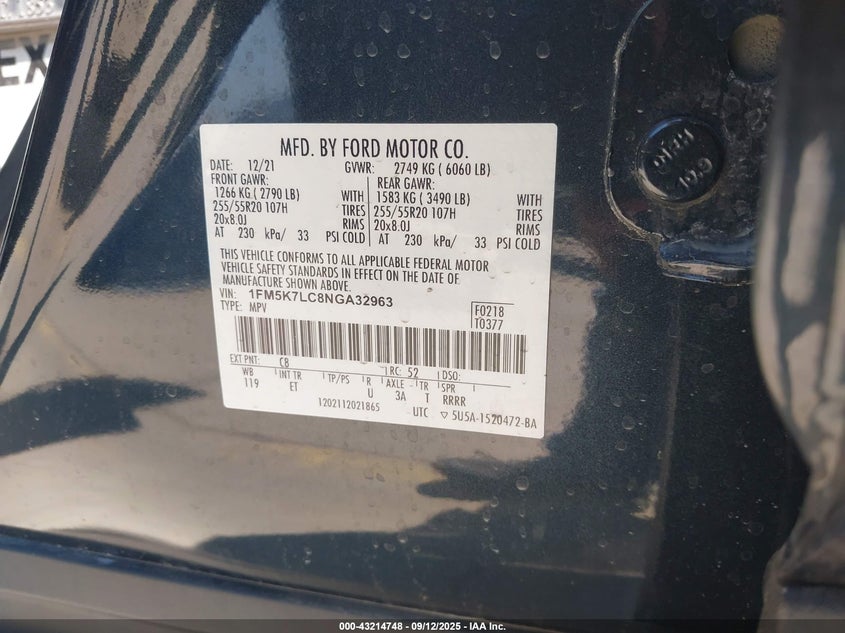 EX
MFD. BY FORD MOTOR CO.
DATE: 12/21 GVWR: 2749 KG ( 6060 LB)
FRONT GAWR: REAR GAWR:
1266 KG ( 2790 LB) WITH 1583 KG ( 3490 LB) WITH
255/55R20 107H TIRES 255/55R20 107H TIRES
20x8.0J RIMS 20x8.0J RIMS
AT 230 kPa/ 33 PSI COLD AT 230 kPa/ 33 PSI COLD
THIS VEHICLE CONFORMS TO ALL APPLICABLE FEDERAL MOTOR
VEHICLE SAFETY STANDARDS IN EFFECT ON THE DATE OF
MANUFACTURE SHOWN ABOVE.
VIN: 1FM5K7LC8NGA32963
TYPE: MPV
F0218
T0377
EXT PNT: C8 RC: 52 DSO:
WB INT TR TP/PS R AXLE TR SPR
119 ET U 3A T RRRR
1202112021865 UTC ▽ 5U5A-1520472-BA
000-43214748 - 09/12/2025 - IAA Inc.